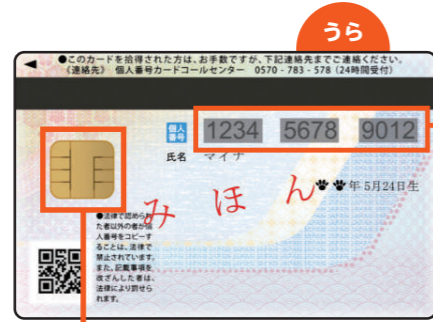 うら
●このカードを拾得された方は、お手数ですが、下記連絡先までご連絡ください。
《連絡先》 個人番号カードコールセンター 0570-783-578 (24時間受付)
個人番号 1234 5678 9012
氏名 マイナ
年 5月24日生
みほん
●法律で認められ
た者以外の者が個
人番号をコピーす
ることは、法律で
禁止されています。
また、記載事項を
改ざんした者は、
法律により罰せら
れます。